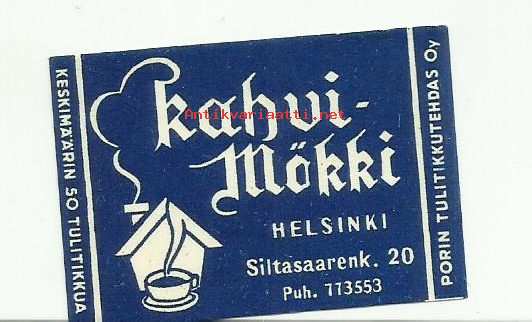 KESKIMÄÄRIN 50 TULITIKKUA
kahvi-
Mökki
Antikvariaatti.net
HELSINKI
Siltasaarenk. 20
Puh. 773553
PORIN TULITIKKUTEHDAS Oy